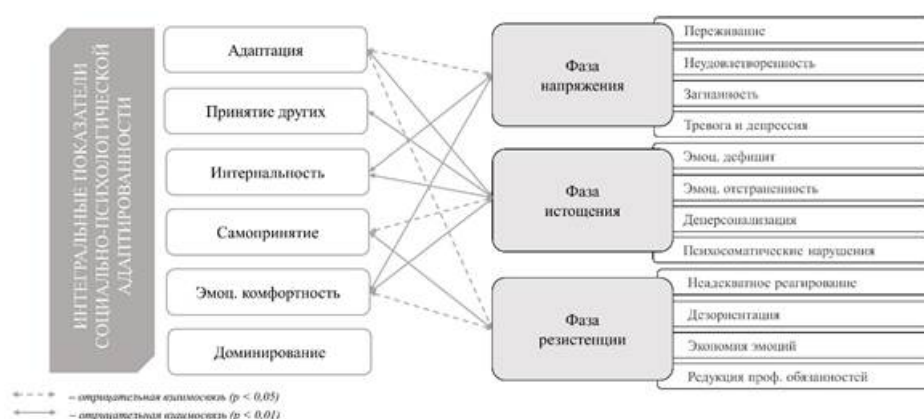 ИНТЕГРАЛЬНЫЕ ПОКАЗАТЕЛИ
СОЦИАЛЬНО-ПСИХОЛОГИЧЕСКОЙ
АДАПТИРОВАННОСТИ
Адаптация
Принятие других
Интернальность
Самопринятие
Эмоц. комфортность
Доминирование
Фаза
напряжения
Переживание
Неудовлетворенность
Загнанность
Тревога и депрессия
Фаза
истощения
Эмоц. дефицит
Эмоц. отстраненность
Деперсонализация
Психосоматические нарушения
Фаза
резистенции
Неадекватное реагирование
Дезориентация
Экономия эмоций
Редукция проф. обязанностей
– отрицательная взаимосвязь (p < 0,05)
– отрицательная взаимосвязь (p < 0,01)